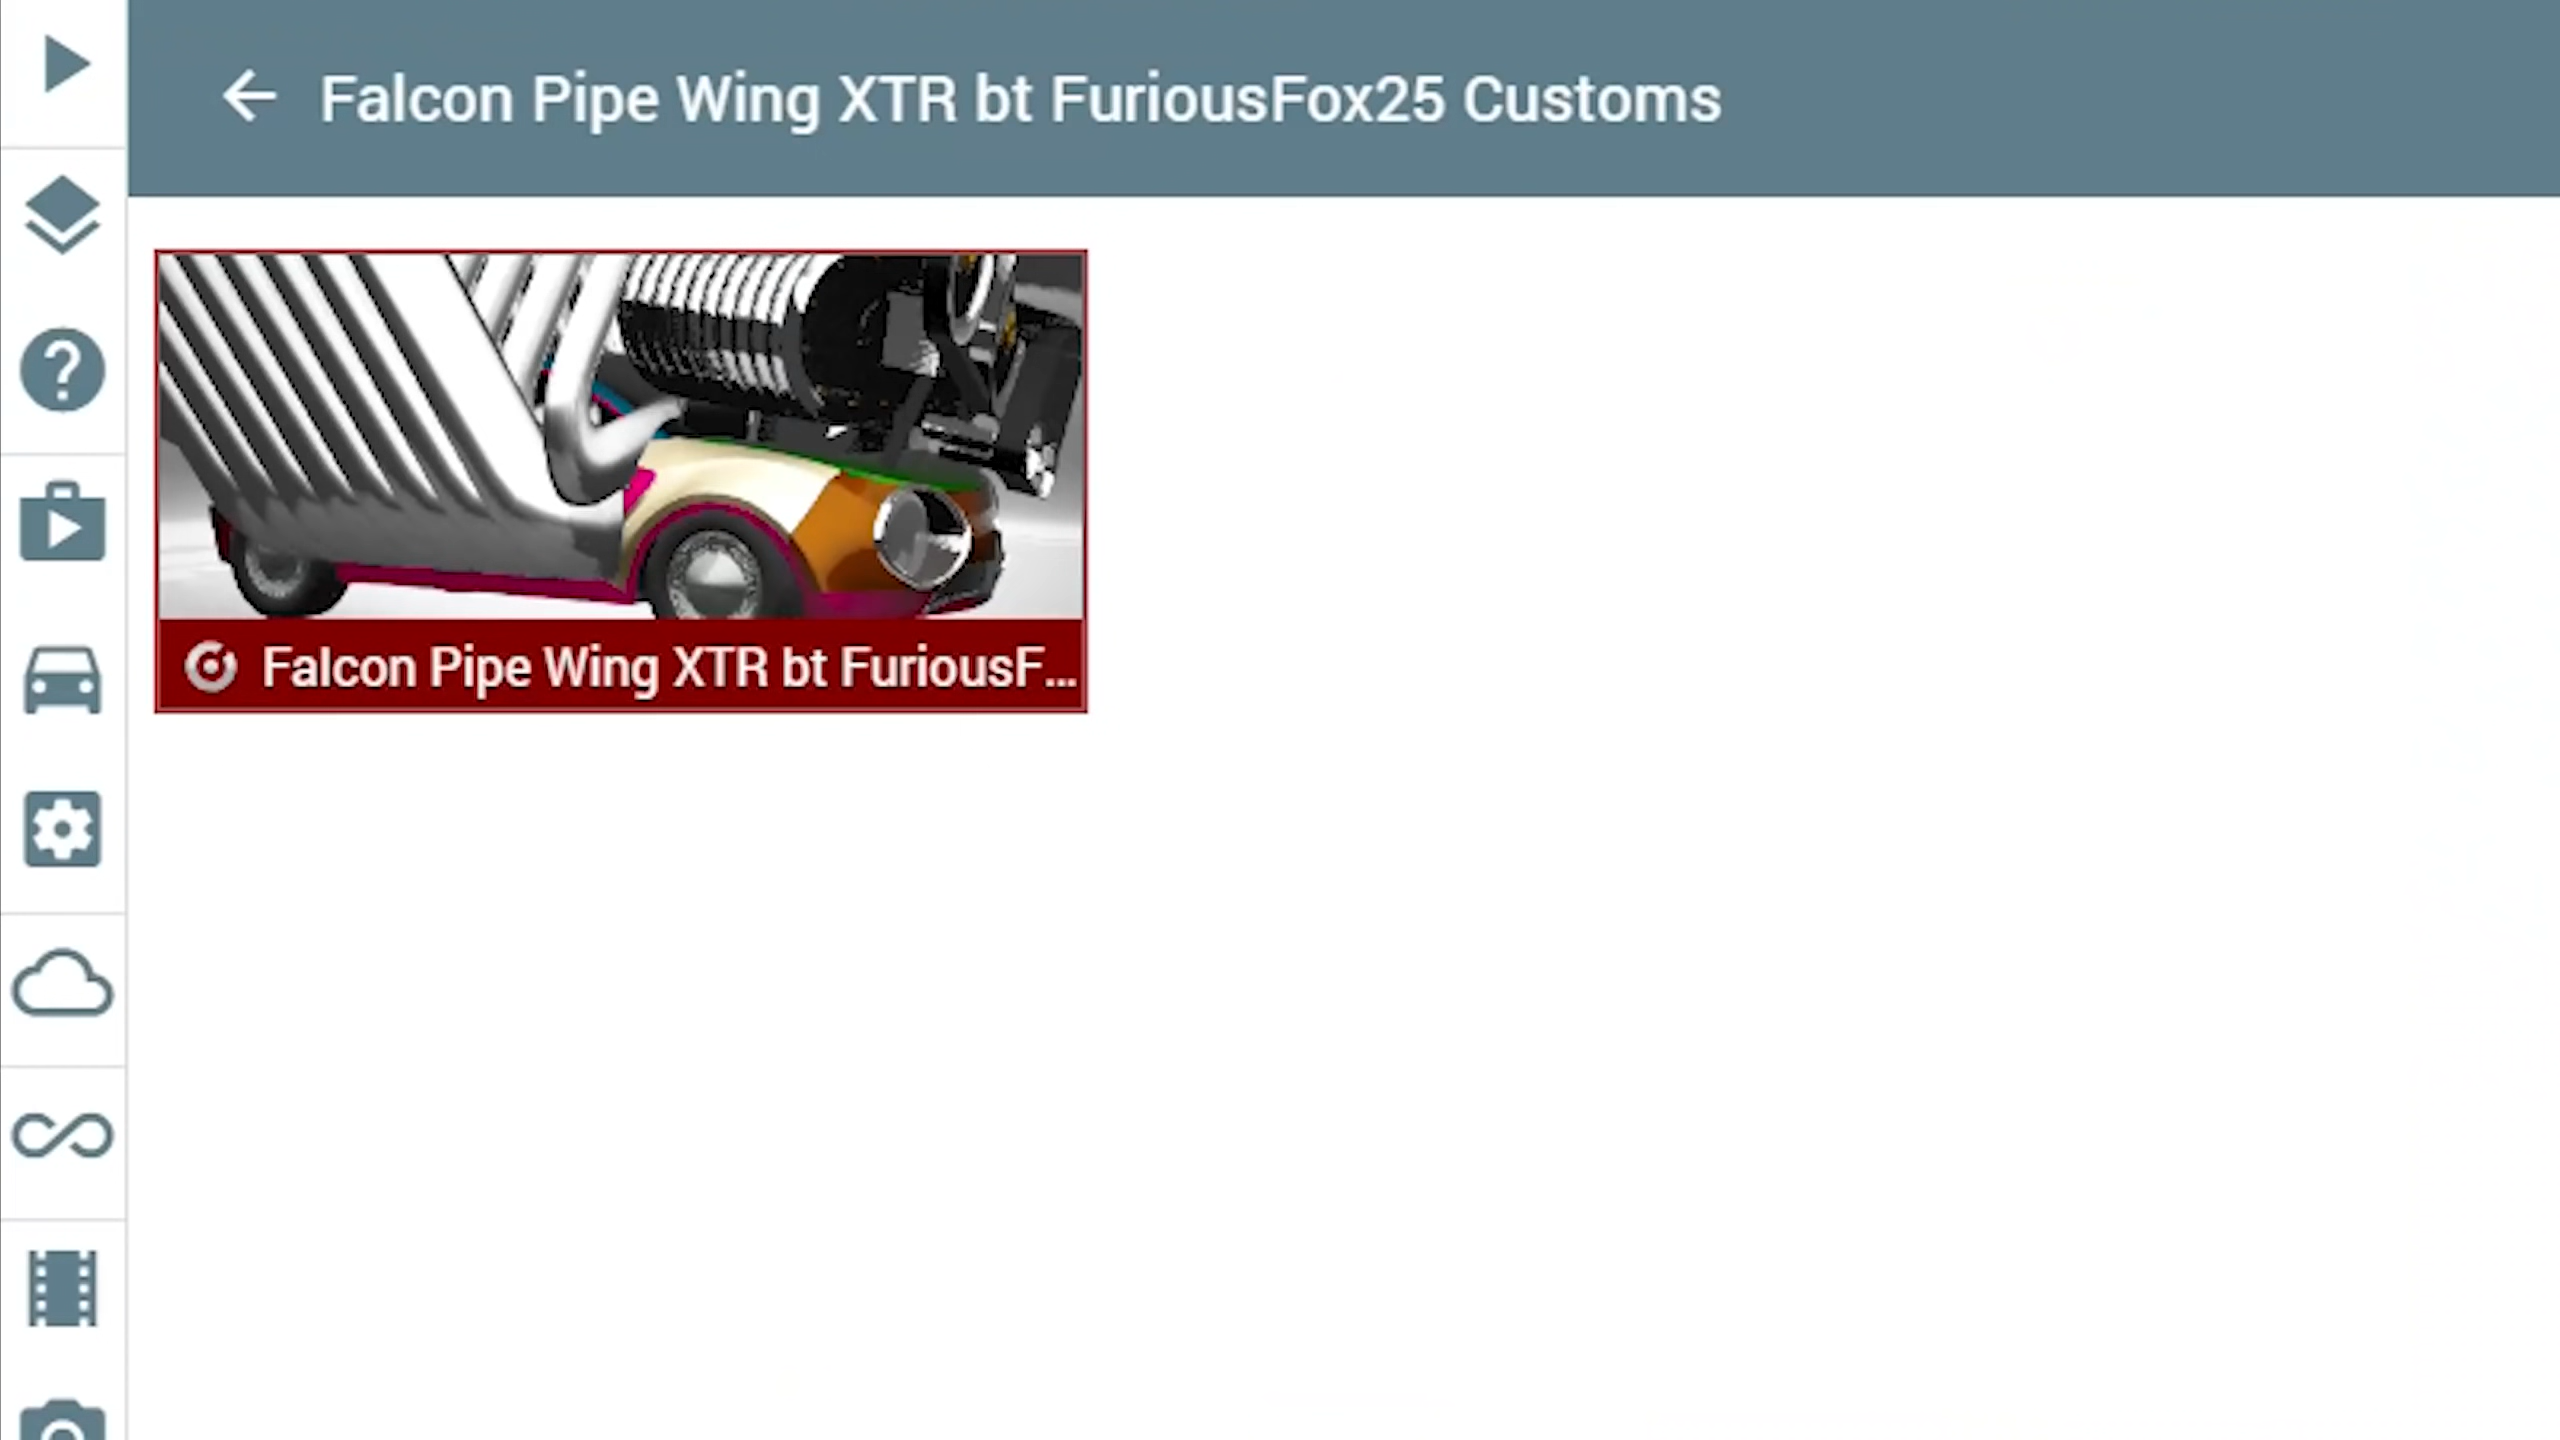 Falcon Pipe Wing XTR bt FuriousFox25 Customs
Falcon Pipe Wing XTR bt FuriousF...